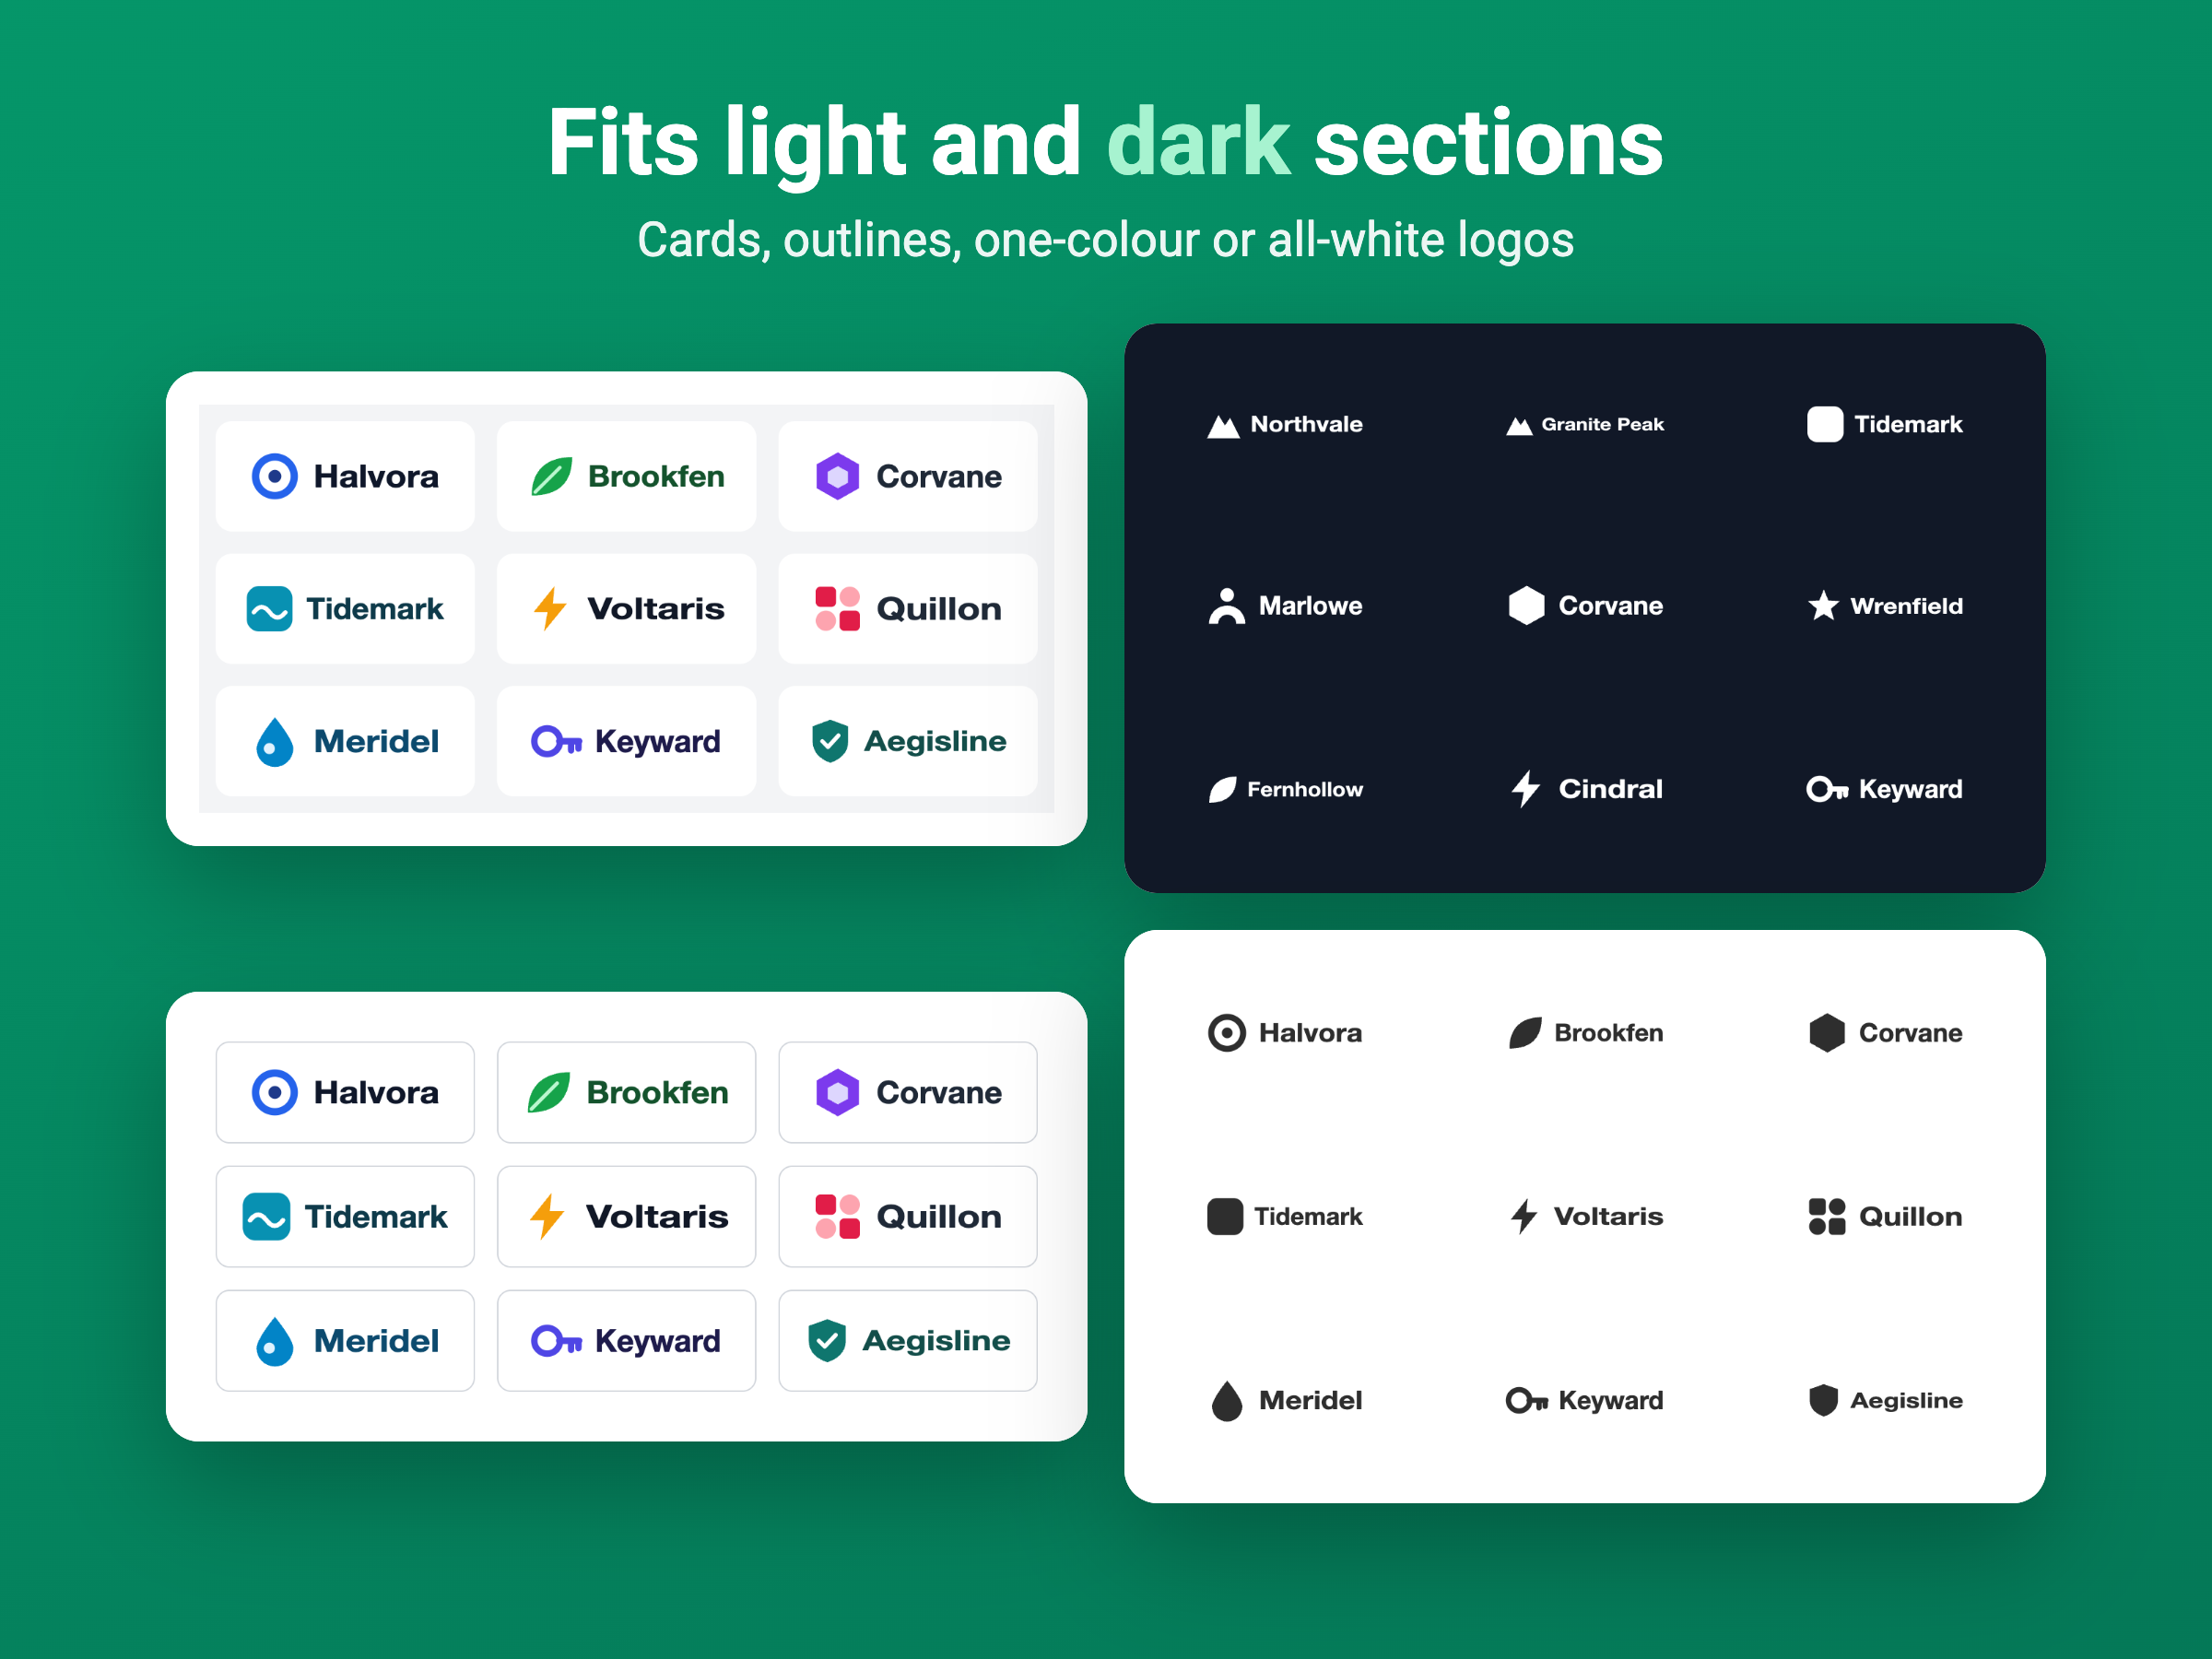 Fits light and dark sections
Cards, outlines, one-colour or all-white logos
Halvora
Brookfen
Corvane
Tidemark
Voltaris
Quillon
Meridel
Keyward
Aegisline
Northvale
Granite Peak
Tidemark
Marlowe
Corvane
Wrenfield
Fernhollow
Cindral
Keyward
Halvora
Brookfen
Corvane
Tidemark
Voltaris
Quillon
Meridel
Keyward
Aegisline
Halvora
Brookfen
Corvane
Tidemark
Voltaris
Quillon
Meridel
Keyward
Aegisline